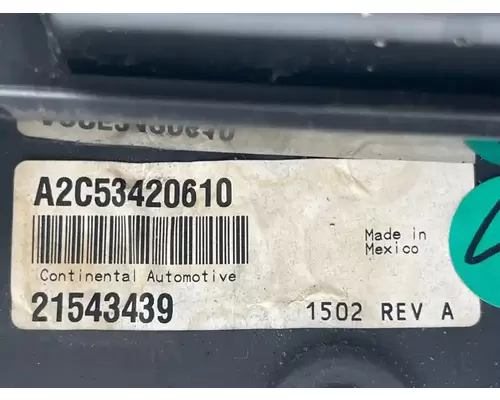 A2C53420610
Made in
Mexico
Continental Automotive
21543439
1502 REV A